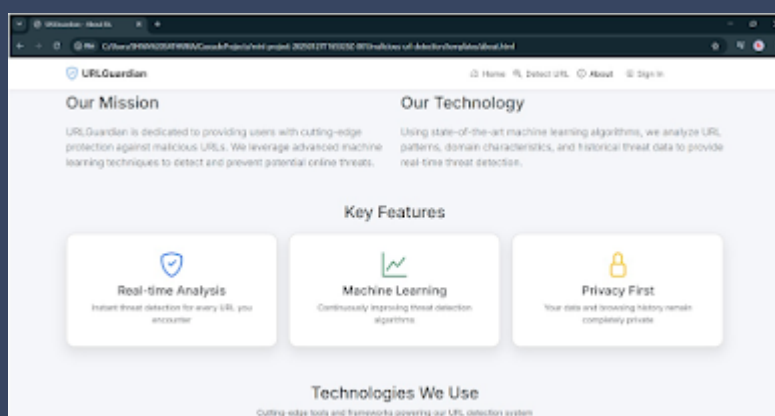 URLGuardian - About Us
File
URLGuardian
Home Detect URL About Sign In
Our Mission
URLGuardian is dedicated to providing users with cutting-edge
protection against malicious URLs. We leverage advanced machine
learning techniques to detect and prevent potential online threats.
Our Technology
Using state-of-the-art machine learning algorithms, we analyze URL
patterns, domain characteristics, and historical threat data to provide
real-time threat detection.
Key Features
Real-time Analysis
Instant threat detection for every URL you
encounter
Machine Learning
Continuously improving threat detection
algorithms
Privacy First
Your data and browsing history remain
completely private
Technologies We Use
Cutting-edge tools and frameworks powering our URL detection system